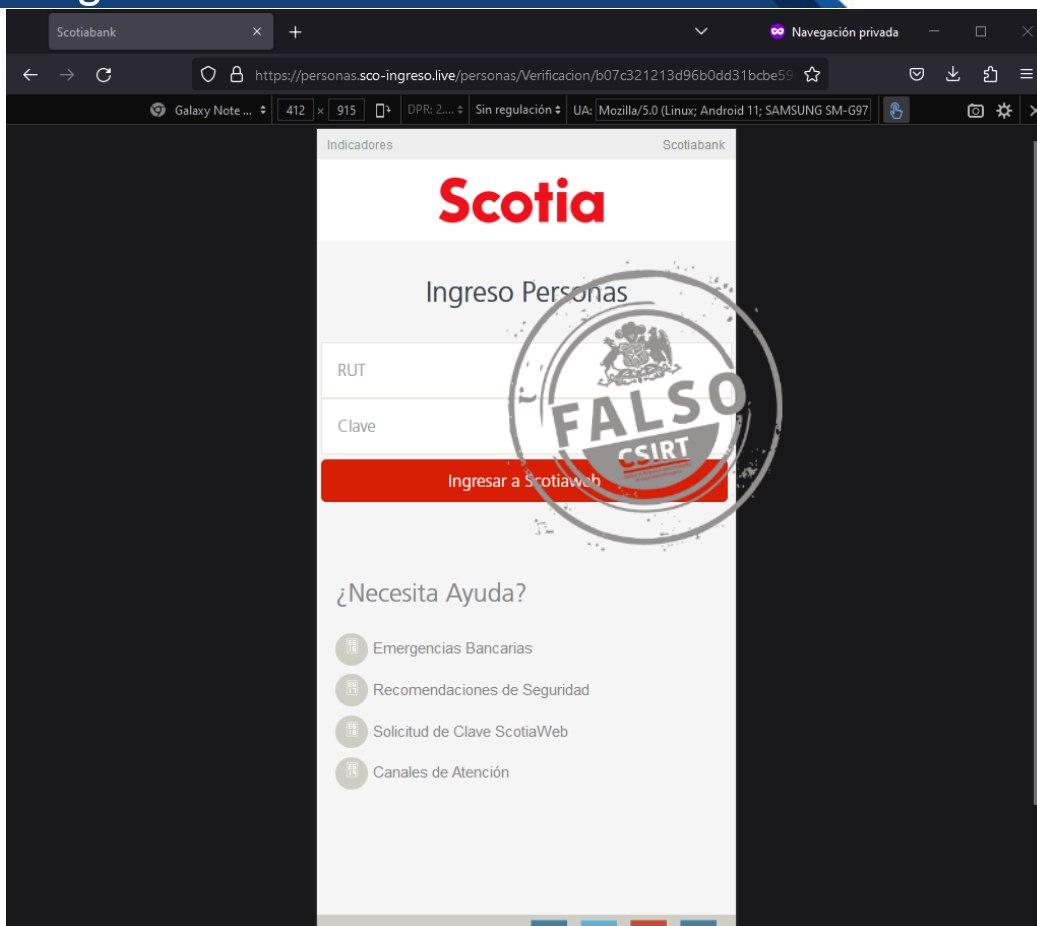 Scotiabank
Navegación privada
https://personas.sco-ingreso.live/personas/Verificacion/b07c321213d96b0dd31bcbe59
Galaxy Note ... 412 × 915 DPR: 2.... Sin regulación UA: Mozilla/5.0 (Linux; Android 11; SAMSUNG SM-G97
Indicadores Scotiabank
Scotia
Ingreso Personas
RUT
Clave
FALSO
CSIRT
Ingresar a Scotiaweb
¿Necesita Ayuda?
Emergencias Bancarias
Recomendaciones de Seguridad
Solicitud de Clave ScotiaWeb
Canales de Atención